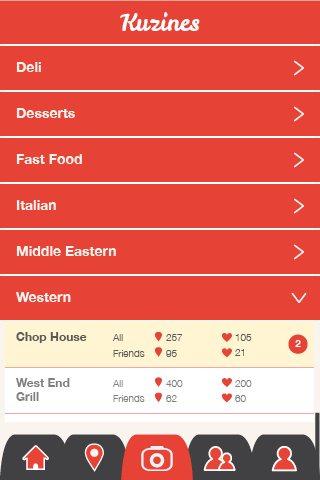 Kuzines
Deli
Desserts
Fast Food
Italian
Middle Eastern
Western
Chop House All 257 105
Friends 95 21
2
West End All 400 200
Grill Friends 62 60